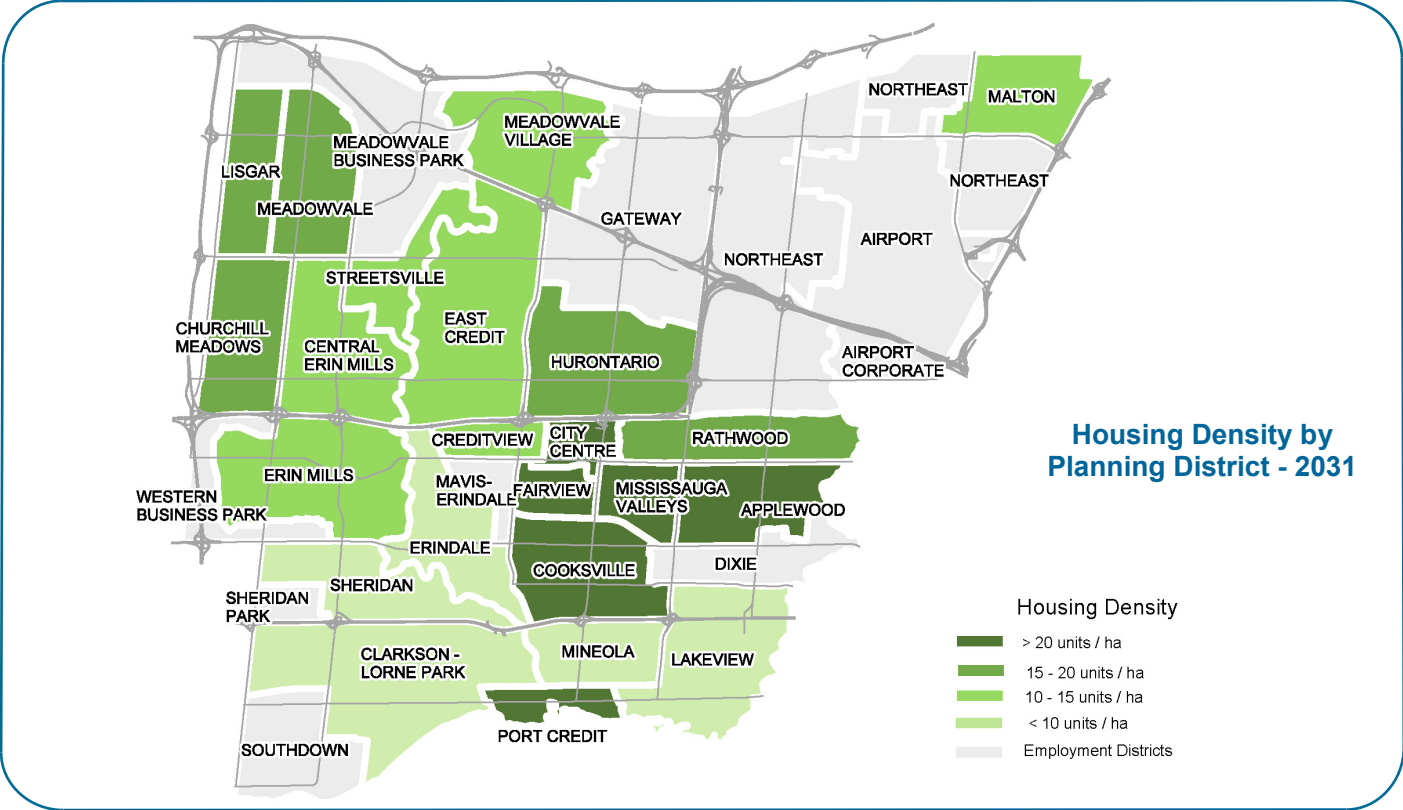 NORTHEAST
MALTON
MEADOWVALE
VILLAGE
MEADOWVALE
BUSINESS PARK
LISGAR
MEADOWVALE
NORTHEAST
GATEWAY
AIRPORT
NORTHEAST
STREETSVILLE
EAST
CREDIT
CHURCHILL
MEADOWS
CENTRAL
ERIN MILLS
HURONTARIO
AIRPORT
CORPORATE
CREDITVIEW
CITY
CENTRE
RATHWOOD
Housing Density by
Planning District - 2031
ERIN MILLS
MAVIS-
ERINDALE
FAIRVIEW
MISSISSAUGA
VALLEYS
APPLEWOOD
WESTERN
BUSINESS PARK
ERINDALE
DIXIE
COOKSVILLE
SHERIDAN
SHERIDAN
PARK
CLARKSON -
LORNE PARK
MINEOLA
LAKEVIEW
PORT CREDIT
SOUTHDOWN
Housing Density
> 20 units / ha
15 - 20 units / ha
10 - 15 units / ha
< 10 units / ha
Employment Districts